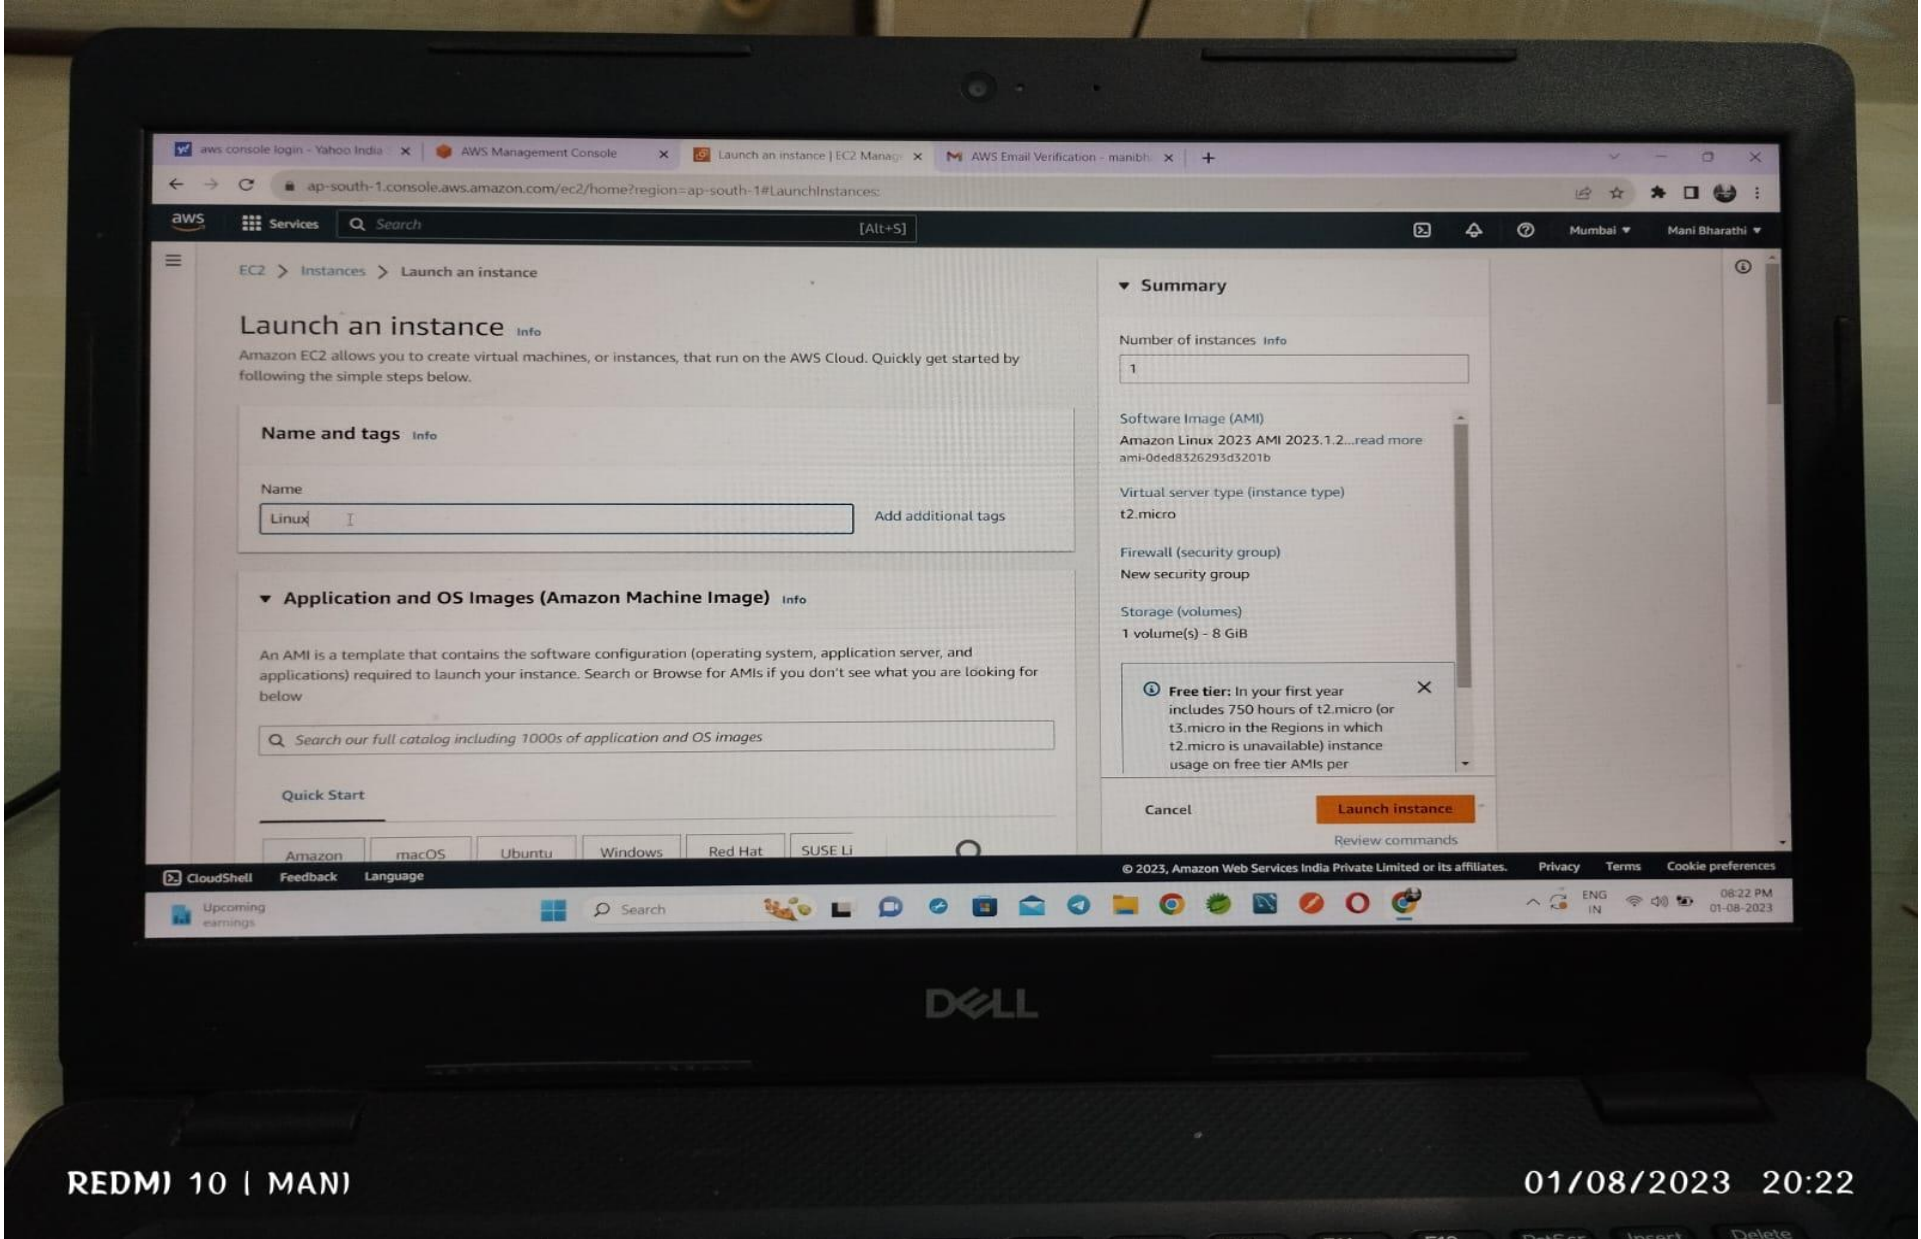 aws console login - Yahoo India
AWS Management Console
Launch an instance | EC2 Manag
AWS Email Verification - manibh
ap-south-1.console.aws.amazon.com/ec2/home?region=ap-south-1#LaunchInstances:
aws
Services
Search
[Alt+S]
Mumbai
Mani Bharathi
EC2 > Instances > Launch an instance
Launch an instance Info
Amazon EC2 allows you to create virtual machines, or instances, that run on the AWS Cloud. Quickly get started by
following the simple steps below.
Name and tags Info
Name
Linux
Add additional tags
Application and OS Images (Amazon Machine Image) Info
An AMI is a template that contains the software configuration (operating system, application server, and
applications) required to launch your instance. Search or Browse for AMIs if you don't see what you are looking for
below
Search our full catalog including 1000s of application and OS images
Quick Start
Amazon
macOS
Ubuntu
Windows
Red Hat
SUSE Li
Summary
Number of instances Info
1
Software Image (AMI)
Amazon Linux 2023 AMI 2023.1.2...read more
ami-0ded8326293d3201b
Virtual server type (instance type)
t2.micro
Firewall (security group)
New security group
Storage (volumes)
1 volume(s) - 8 GiB
Free tier: In your first year
includes 750 hours of t2.micro (or
t3.micro in the Regions in which
t2.micro is unavailable) instance
usage on free tier AMIs per
Cancel
Launch instance
Review commands
CloudShell
Feedback
Language
© 2023, Amazon Web Services India Private Limited or its affiliates.
Privacy
Terms
Cookie preferences
Upcoming
earnings
Search
ENG
IN
08:22 PM
01-08-2023
DELL
REDMI 10 | MANI
01/08/2023 20:22
Insert
Delete